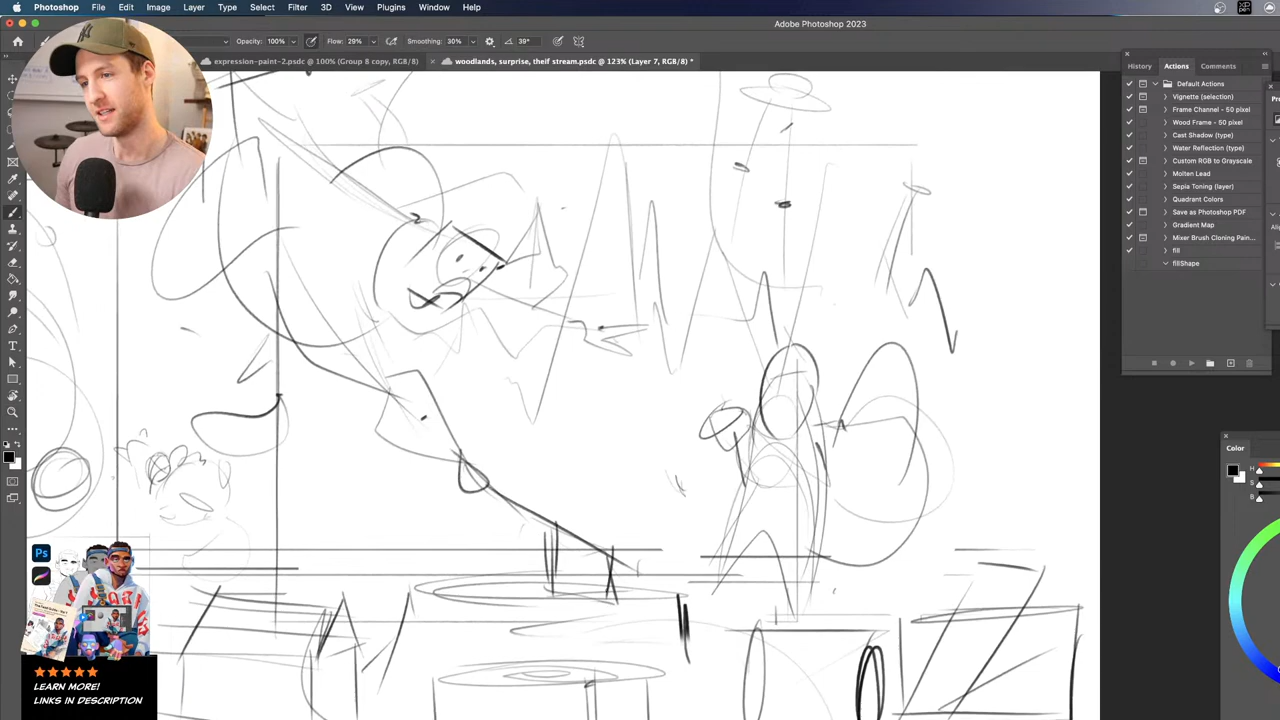 Photoshop File Edit Image Layer Type Select Filter 3D View Plugins Window Help
Adobe Photoshop 2023
Opacity: 100% Flow: 29% Smoothing: 30% 39°
expression-paint-2.psdc @ 100% (Group 8 copy, RGB/8)
woodlands, surprise, theif stream.psdc @ 123% (Layer 7, RGB/8) *
History Actions Comments
Default Actions
Vignette (selection)
Frame Channel - 50 pixel
Wood Frame - 50 pixel
Cast Shadow (type)
Water Reflection (type)
Custom RGB to Grayscale
Molten Lead
Sepia Toning (layer)
Quadrant Colors
Save as Photoshop PDF
Gradient Map
Mixer Brush Cloning Pain...
fill
fillShape
Color
H
S
B
Ps
LEARN MORE!
LINKS IN DESCRIPTION